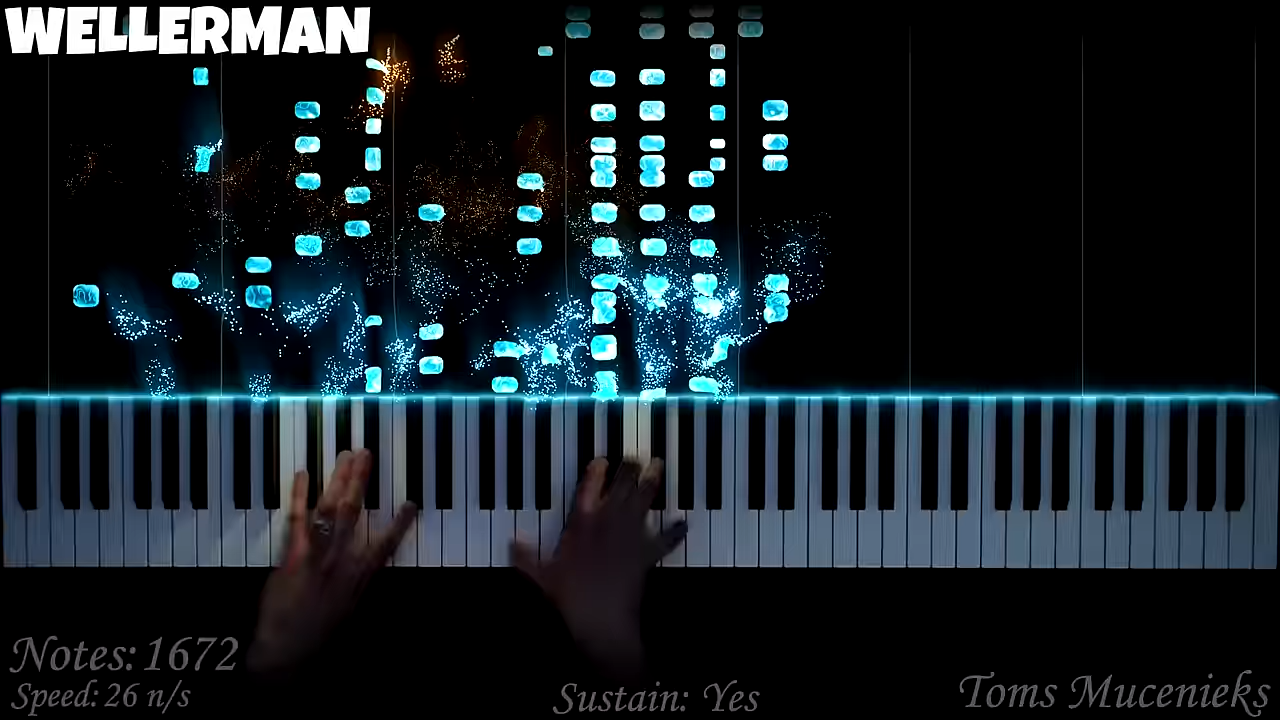 WELLERMAN
Notes: 1672
Speed: 26 n/s
Sustain: Yes
Toms Mucenieks